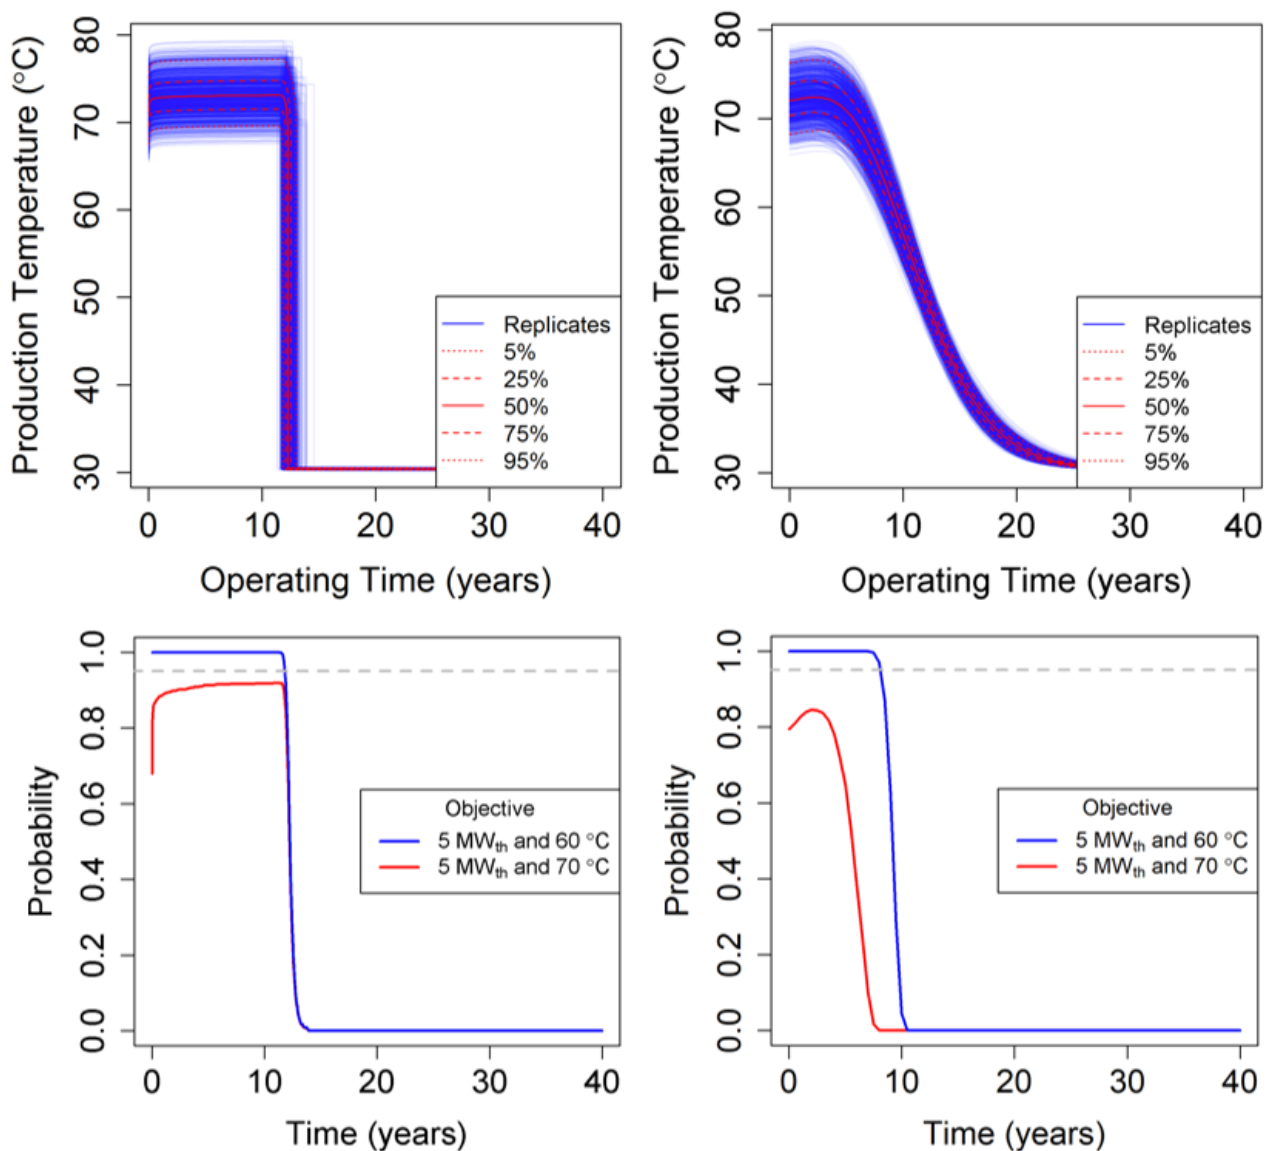 Production Temperature (°C)
80
70
60
50
40
30
Replicates
5%
25%
50%
75%
95%
0 10 20 30 40
Operating Time (years)
Production Temperature (°C)
80
70
60
50
40
30
Replicates
5%
25%
50%
75%
95%
0 10 20 30 40
Operating Time (years)
Probability
1.0
0.8
0.6
0.4
0.2
0.0
Objective
5 MWth and 60 °C
5 MWth and 70 °C
0 10 20 30 40
Time (years)
Probability
1.0
0.8
0.6
0.4
0.2
0.0
Objective
5 MWth and 60 °C
5 MWth and 70 °C
0 10 20 30 40
Time (years)